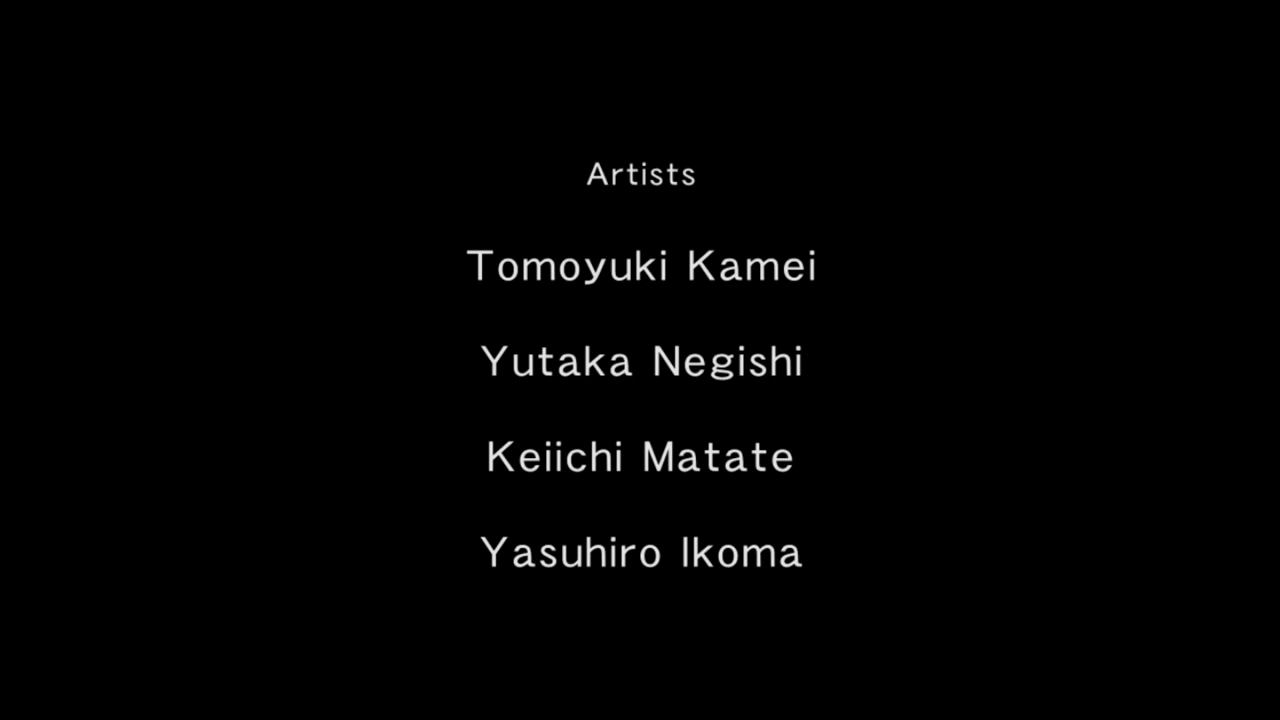 Artists
Tomoyuki Kamei
Yutaka Negishi
Keiichi Matate
Yasuhiro Ikoma